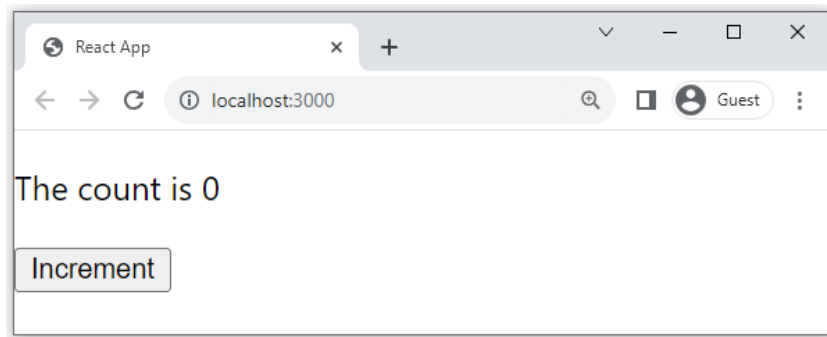 React App
localhost:3000
Guest
The count is 0
Increment